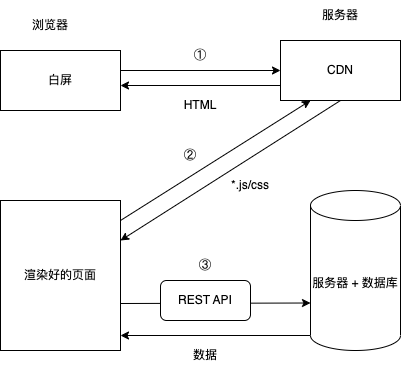 浏览器
服务器
①
白屏
CDN
HTML
②
*.js/css
③
渲染好的页面
REST API
服务器 + 数据库
数据